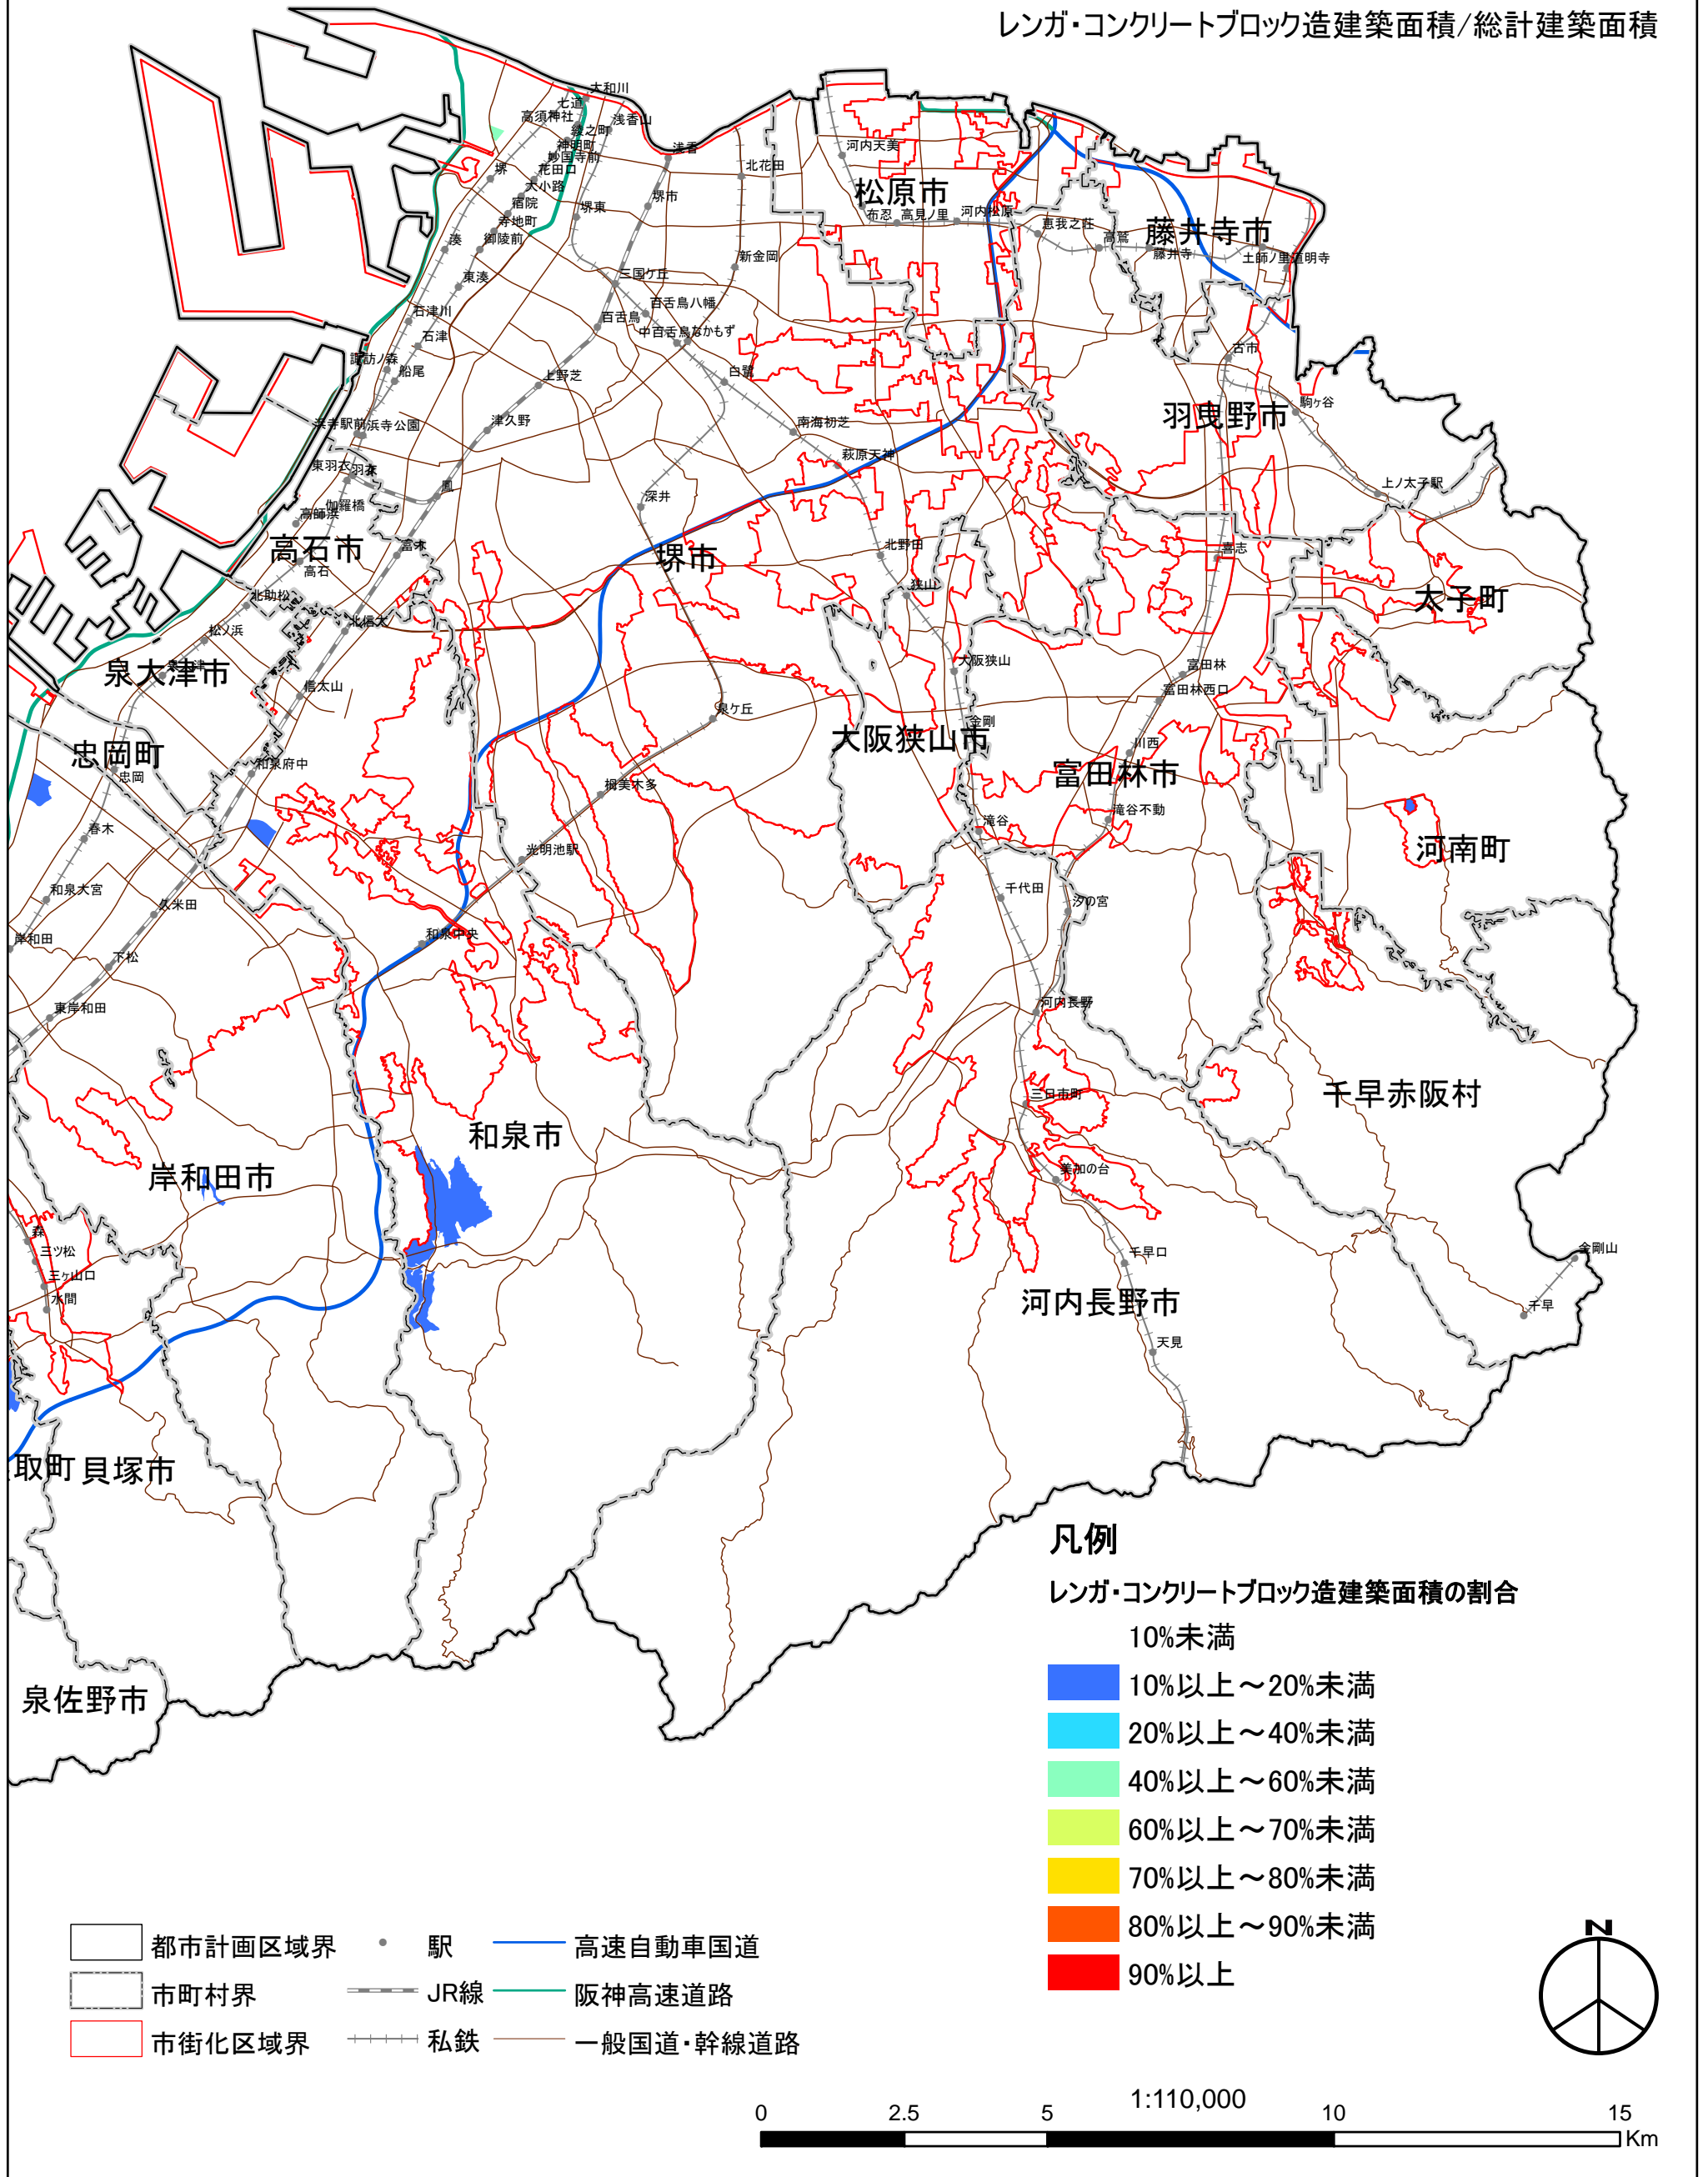 レンガ・コンクリートブロック造建築面積/総計建築面積
大和川
七道
高須神社
浅香山
綾之町
神明町
妙国寺前
浅香
河内天美
堺
花田口
北花田
大小路
松原市
宿院
堺市
堺東
寺地町
布忍
高見ノ里
河内松原
恵我之荘
高鷲
藤井寺市
藤井寺
土師ノ里
道明寺
湊
御陵前
新金岡
東湊
三国ケ丘
百舌鳥八幡
石津川
百舌鳥
中百舌鳥
なかもず
石津
諏訪ノ森
古市
船尾
上野芝
白鷺
駒ヶ谷
羽曳野市
浜寺駅前
浜寺公園
津久野
南海初芝
萩原天神
東羽衣
羽衣
鳳
上ノ太子駅
深井
伽羅橋
高師浜
高石市
富木
堺市
北野田
喜志
高石
狭山
太子町
北助松
北信太
松ノ浜
泉大津市
信太山
大阪狭山
富田林
富田林西口
泉ケ丘
金剛
大阪狭山市
忠岡町
忠岡
和泉府中
川西
富田林市
栂美木多
滝谷
滝谷不動
春木
光明池駅
河南町
和泉大宮
千代田
汐の宮
久米田
岸和田
和泉中央
下松
東岸和田
河内長野
三日市町
千早赤阪村
和泉市
岸和田市
美加の台
森
三ツ松
千早口
金剛山
三ヶ山口
水間
河内長野市
千早
天見
取町
貝塚市
泉佐野市
凡例
レンガ・コンクリートブロック造建築面積の割合
10%未満
10%以上～20%未満
20%以上～40%未満
40%以上～60%未満
60%以上～70%未満
70%以上～80%未満
80%以上～90%未満
90%以上
都市計画区域界
駅
高速自動車国道
市町村界
JR線
阪神高速道路
市街化区域界
私鉄
一般国道・幹線道路
N
1:110,000
0 2.5 5 10 15
Km